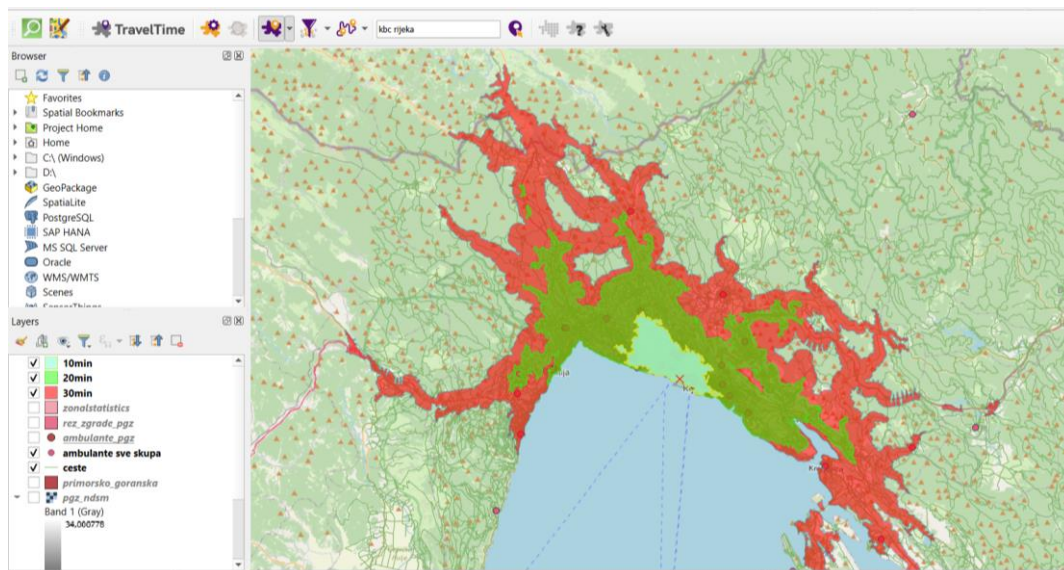 TravelTime
kbc rijeka
Browser
Favorites
Spatial Bookmarks
Project Home
Home
C:\ (Windows)
D:\
GeoPackage
SpatiaLite
PostgreSQL
SAP HANA
MS SQL Server
Oracle
WMS/WMTS
Scenes
Layers
10min
20min
30min
zonalstatistics
rez_zgrade_pgz
ambulante_pgz
ambulante sve skupa
ceste
primorsko_goranska
pgz_ndsm
Band 1 (Gray)
34,006776